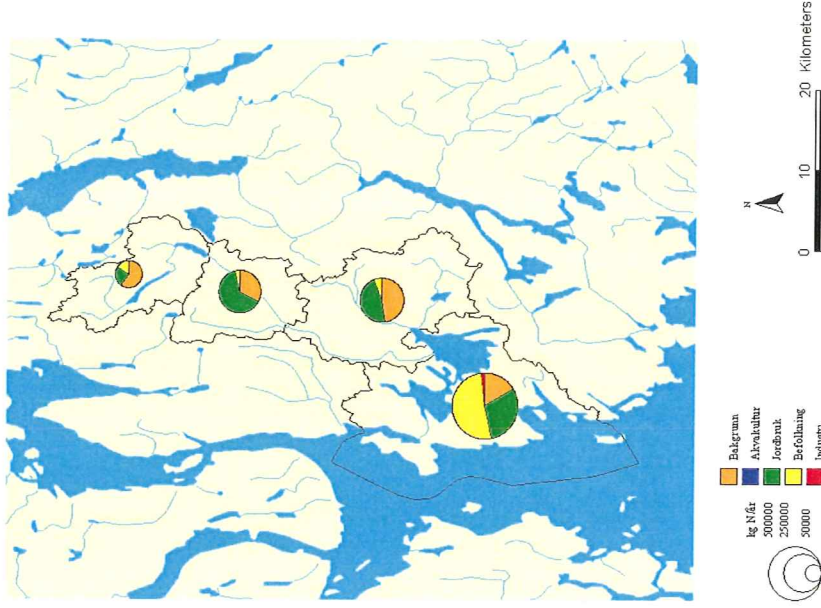 N
0 10 20 Kilometers
kg N/år
500000
250000
50000
Bakgrunn
Akvakultur
Jordbruk
Befolkning